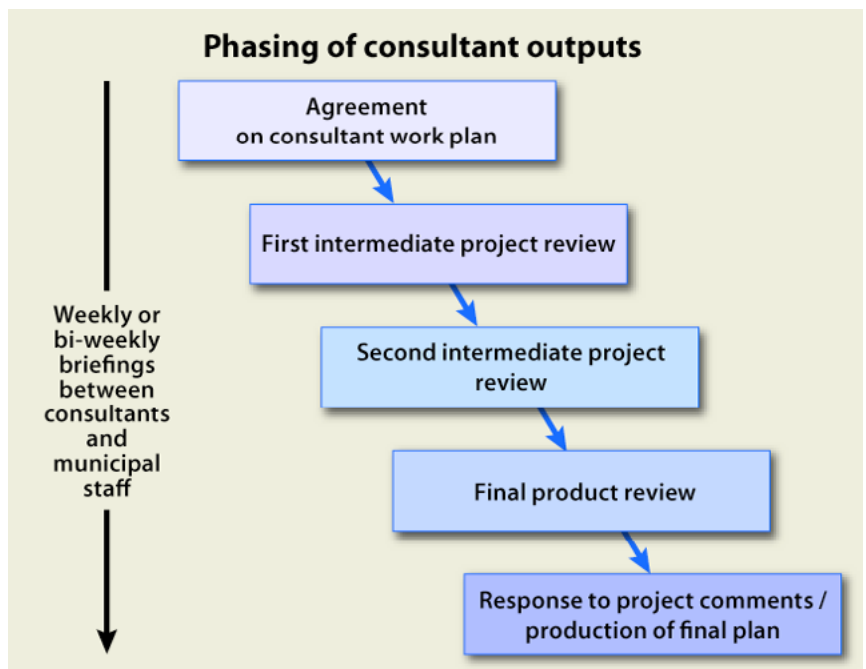 Phasing of consultant outputs
Agreement
on consultant work plan
First intermediate project review
Second intermediate project
review
Final product review
Response to project comments /
production of final plan
Weekly or
bi-weekly
briefings
between
consultants
and
municipal
staff